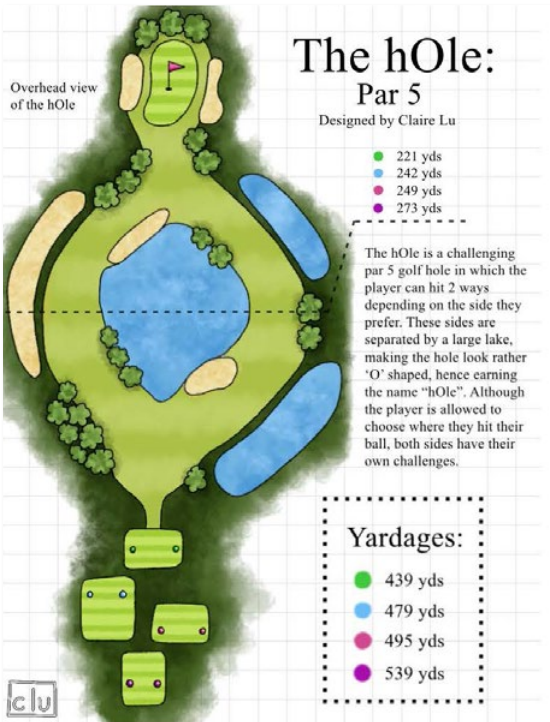 The hOle:
Par 5
Designed by Claire Lu
Overhead view
of the hOle
221 yds
242 yds
249 yds
273 yds
The hOle is a challenging
par 5 golf hole in which the
player can hit 2 ways
depending on the side they
prefer. These sides are
separated by a large lake,
making the hole look rather
‘O’ shaped, hence earning
the name “hOle”. Although
the player is allowed to
choose where they hit their
ball, both sides have their
own challenges.
Yardages:
439 yds
479 yds
495 yds
539 yds
clu